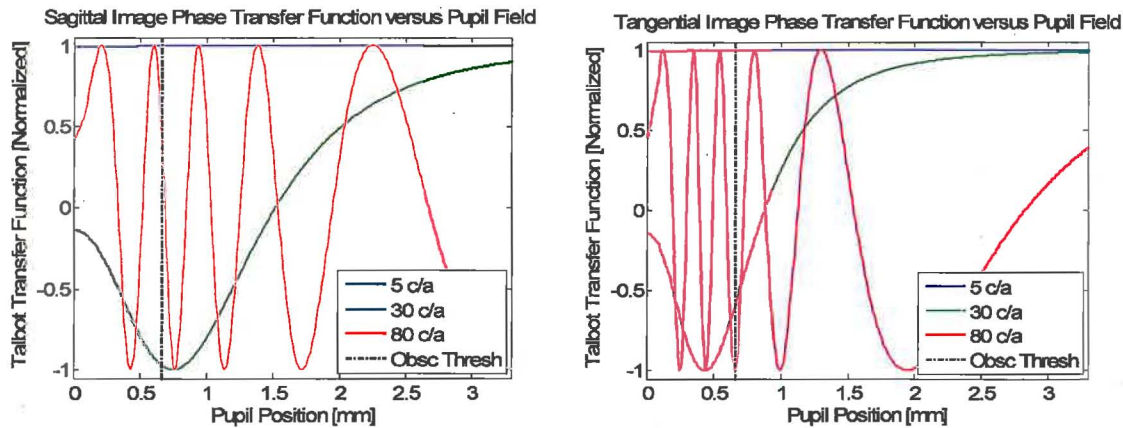 Sagittal Image Phase Transfer Function versus Pupil Field
Talbot Transfer Function [Normalized]
1
0.5
0
-0.5
-1
0
0.5
1
1.5
2
2.5
3
Pupil Position [mm]
5 c/a
30 c/a
80 c/a
Obsc Thresh
Tangential Image Phase Transfer Function versus Pupil Field
Talbot Transfer Function [Normalized]
1
0.5
0
-0.5
-1
0
0.5
1
1.5
2
2.5
3
Pupil Position [mm]
5 c/a
30 c/a
80 c/a
Obsc Thresh